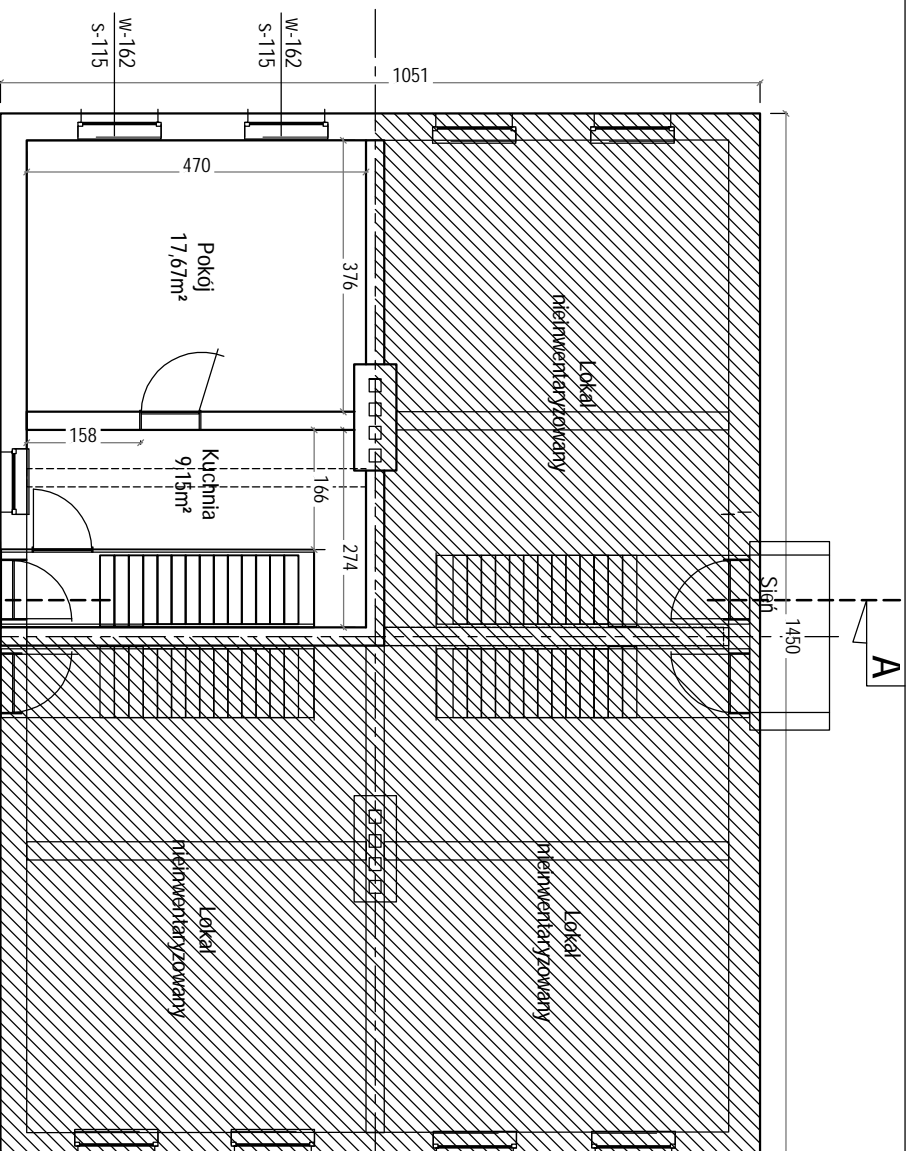 A
1450
Sień
1051
w-162
s-115
w-162
s-115
470
376
Pokój
17,67m²
158
166
274
Kuchnia
9,15m²
Lokal
nieinwentaryzowany
Lokal
nieinwentaryzowany
Lokal
nieinwentaryzowany